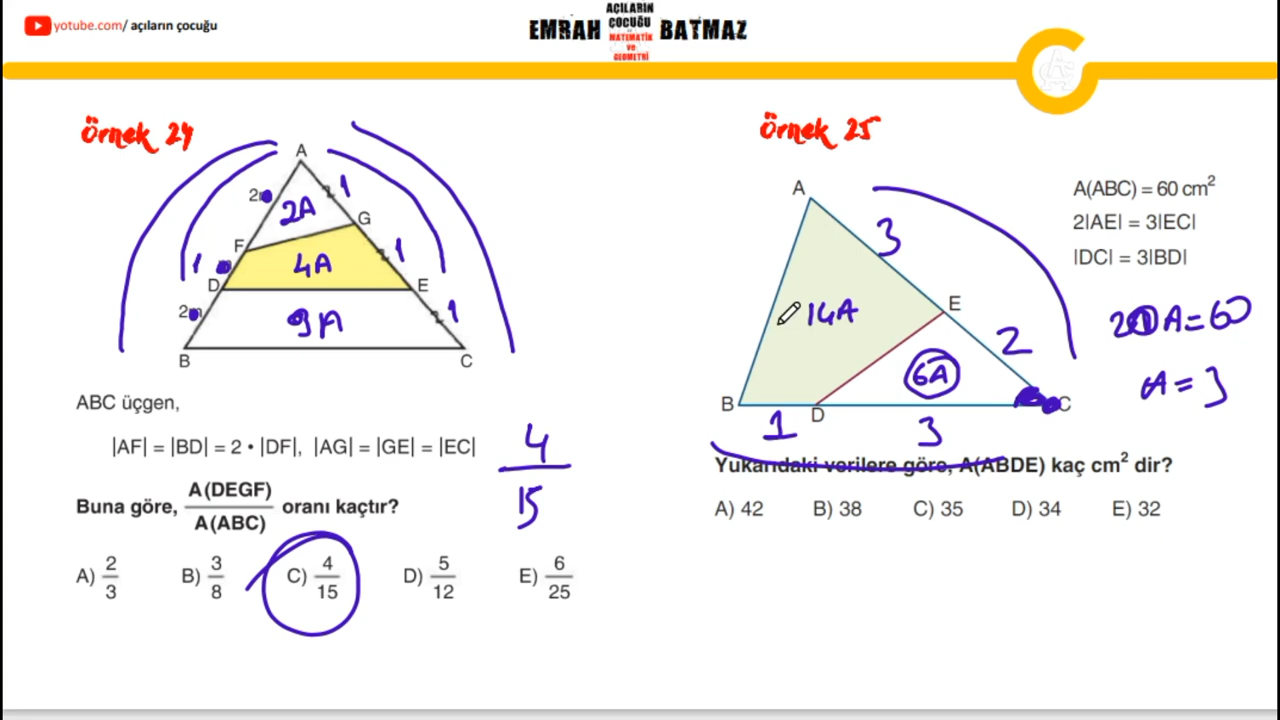 yotube.com/ açıların çocuğu
EMRAH
AÇILARIN
ÇOCUĞU
ve
MATEMATİK
ve
GEOMETRİ
BATMAZ
Örnek 24
A
2
1
2A
G
F
1
1
4A
D
E
2
1
9A
B
C
ABC üçgen,
|AF| = |BD| = 2 • |DF|, |AG| = |GE| = |EC|
Buna göre, A(DEGF) / A(ABC) oranı kaçtır?
4
15
A) 2/3 B) 3/8 C) 4/15 D) 5/12 E) 6/25
Örnek 25
A
3
E
14A
2
6A
B
D
C
1
3
A(ABC) = 60 cm²
2|AE| = 3|EC|
|DC| = 3|BD|
20A=60
A=3
Yukarıdaki verilere göre, A(ABDE) kaç cm² dir?
A) 42 B) 38 C) 35 D) 34 E) 32